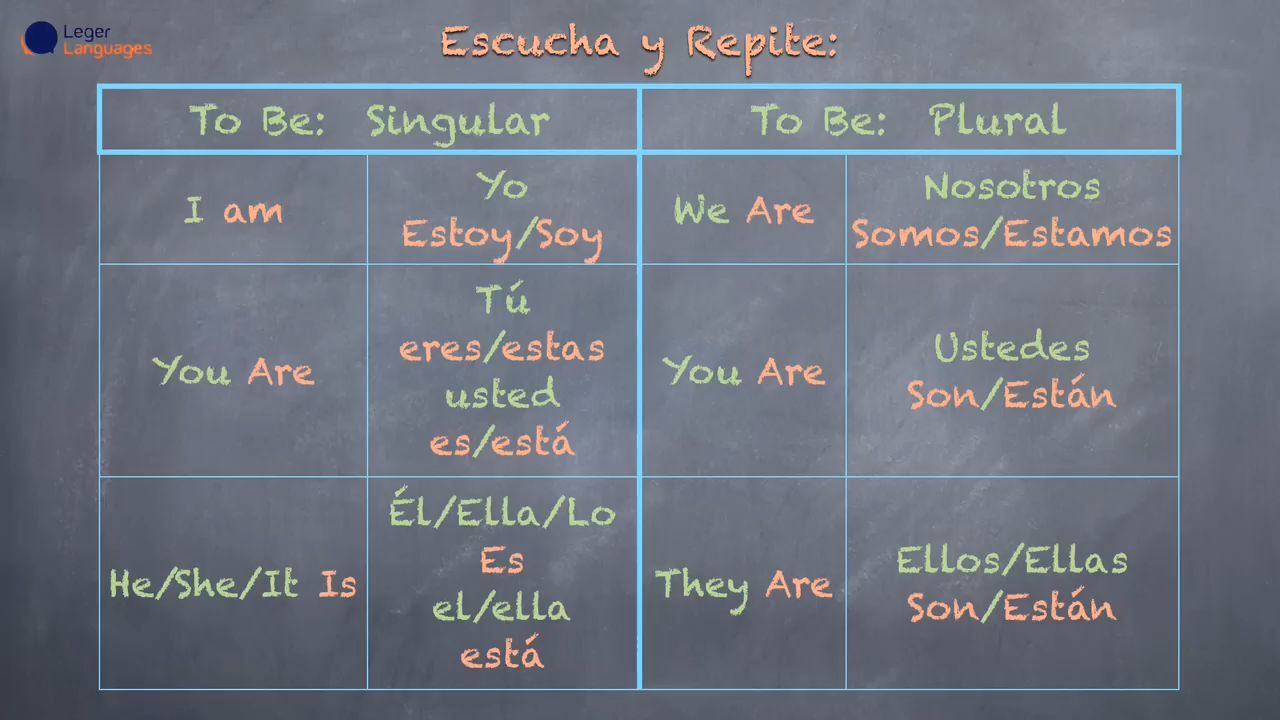 Leger
Languages
Escucha y Repite:
To Be: Singular
To Be: Plural
I am
Yo
Estoy/Soy
We Are
Nosotros
Somos/Estamos
You Are
Tú
eres/estas
usted
es/está
You Are
Ustedes
Son/Están
He/She/It Is
Él/Ella/Lo
Es
el/ella
está
They Are
Ellos/Ellas
Son/Están